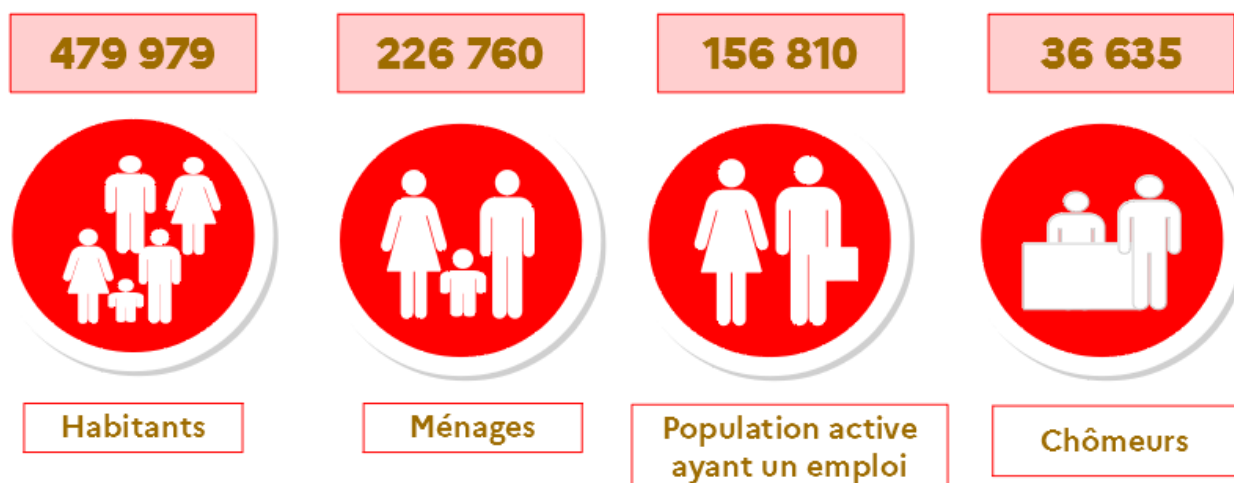 479 979
226 760
156 810
36 635
Habitants
Ménages
Population active
ayant un emploi
Chômeurs